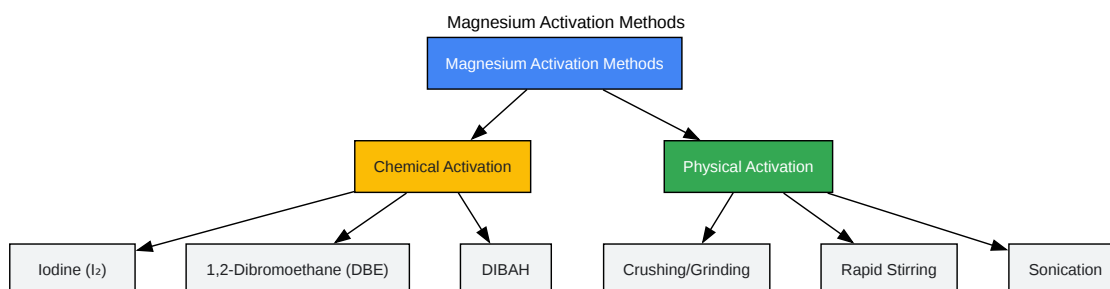 Magnesium Activation Methods
Magnesium Activation Methods
Chemical Activation
Physical Activation
Iodine (I₂)
1,2-Dibromoethane (DBE)
DIBAH
Crushing/Grinding
Rapid Stirring
Sonication